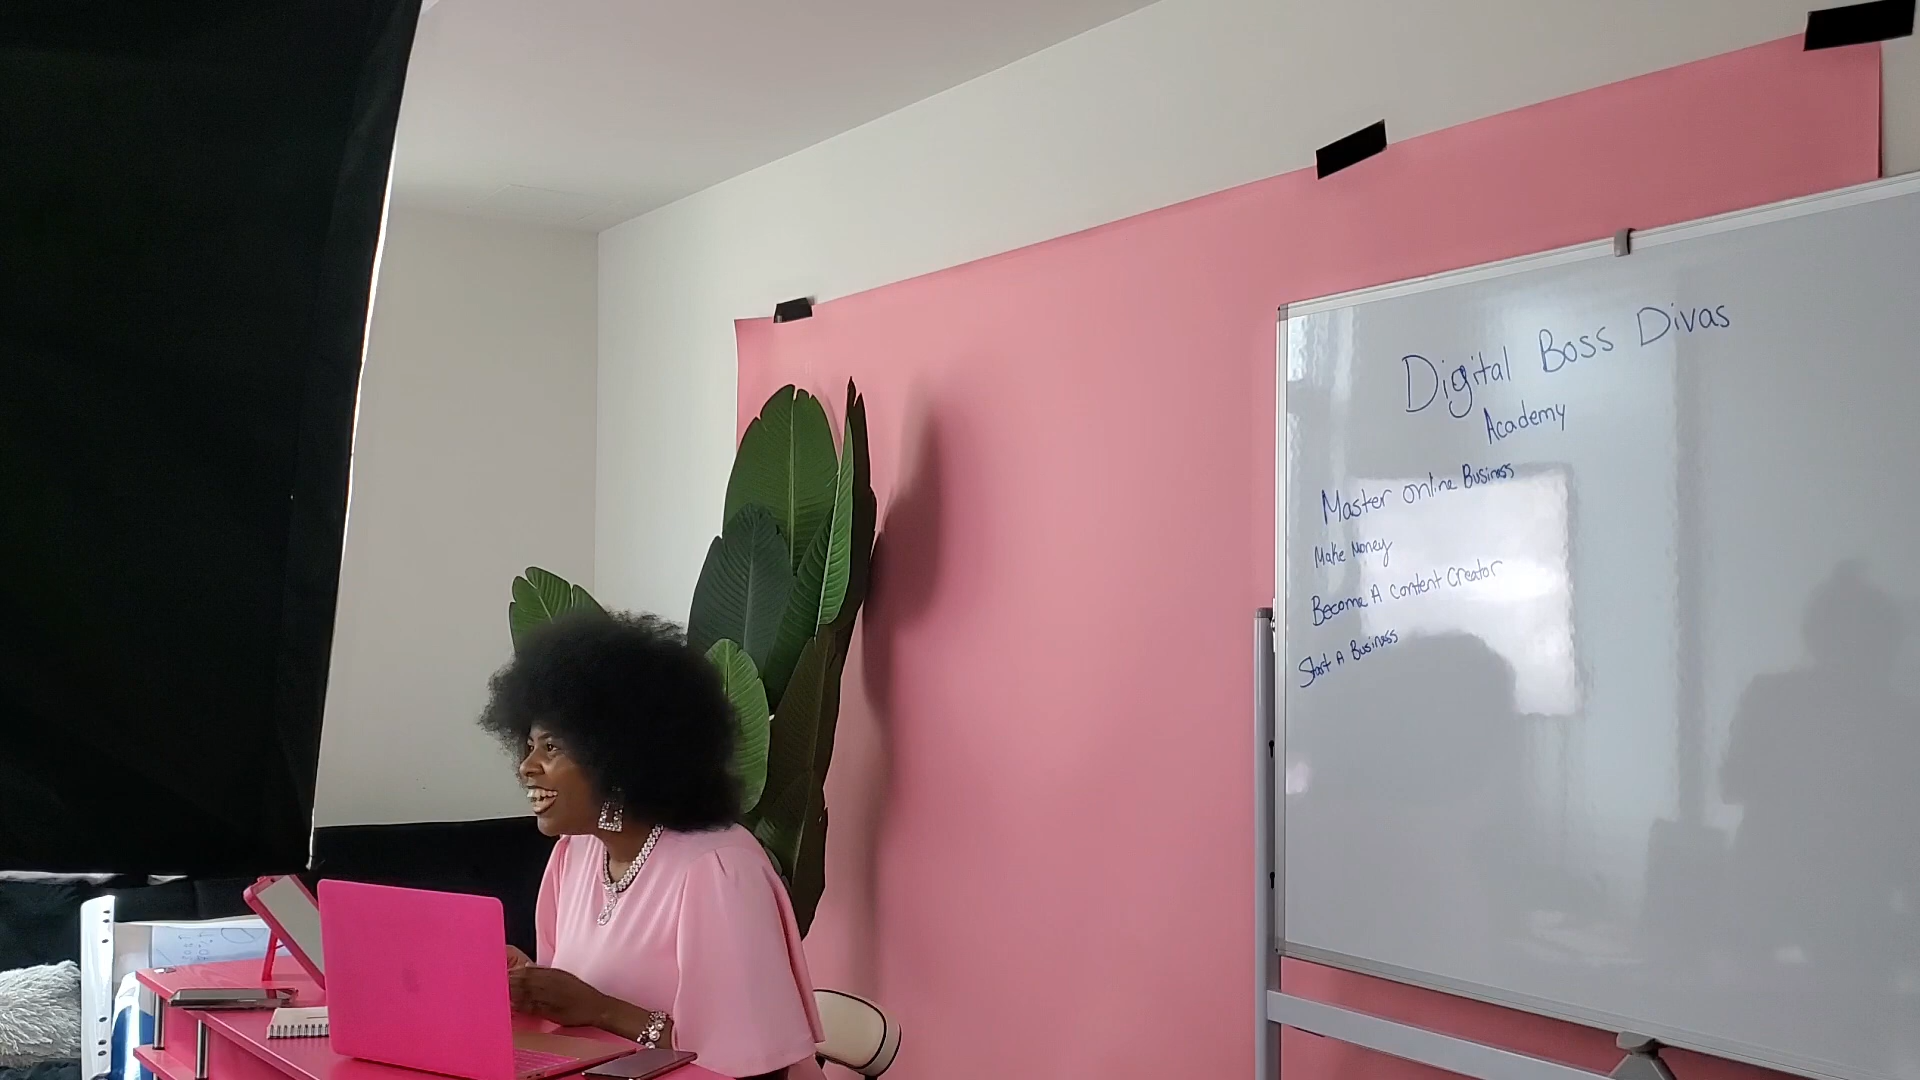 Digital Boss Divas
Academy
Master online Business
Make Money
Become A Content Creator
Start A Business